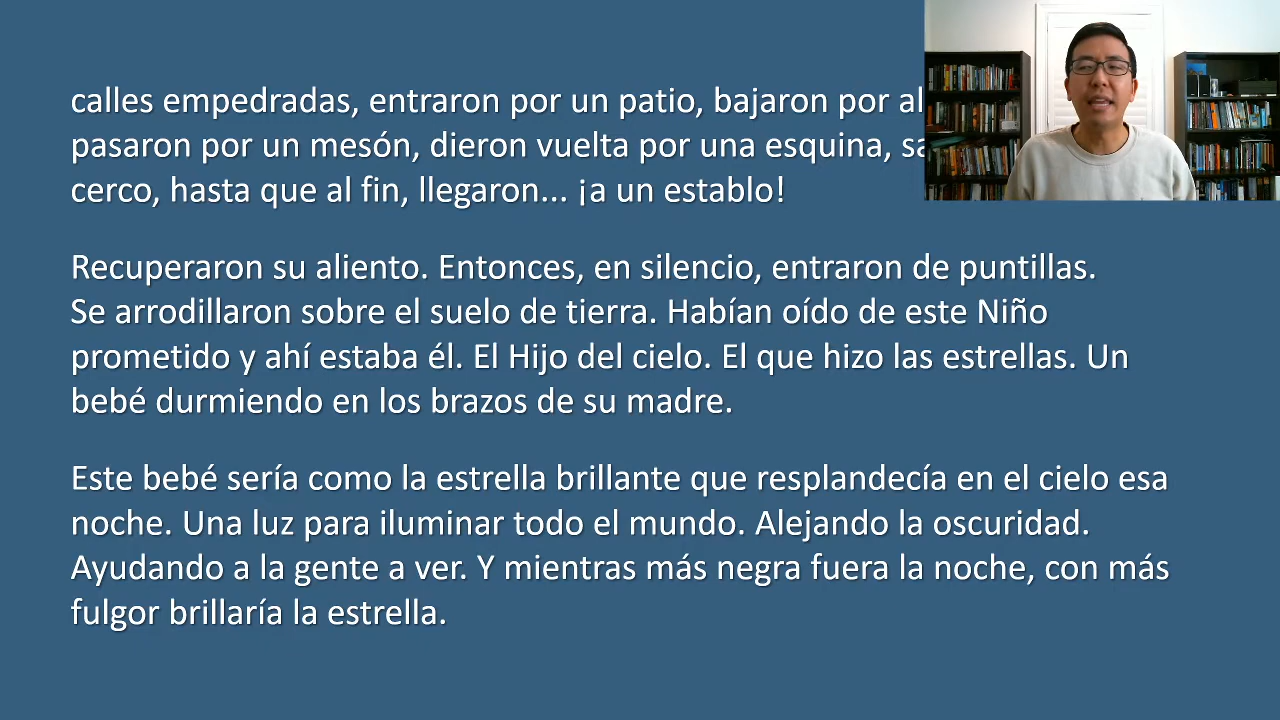 calles empedradas, entraron por un patio, bajaron por
pasaron por un mesón, dieron vuelta por una esquina,
cerco, hasta que al fin, llegaron... ¡a un establo!
Recuperaron su aliento. Entonces, en silencio, entraron de puntillas.
Se arrodillaron sobre el suelo de tierra. Habían oído de este Niño
prometido y ahí estaba él. El Hijo del cielo. El que hizo las estrellas. Un
bebé durmiendo en los brazos de su madre.
Este bebé sería como la estrella brillante que resplandecía en el cielo esa
noche. Una luz para iluminar todo el mundo. Alejando la oscuridad.
Ayudando a la gente a ver. Y mientras más negra fuera la noche, con más
fulgor brillaría la estrella.